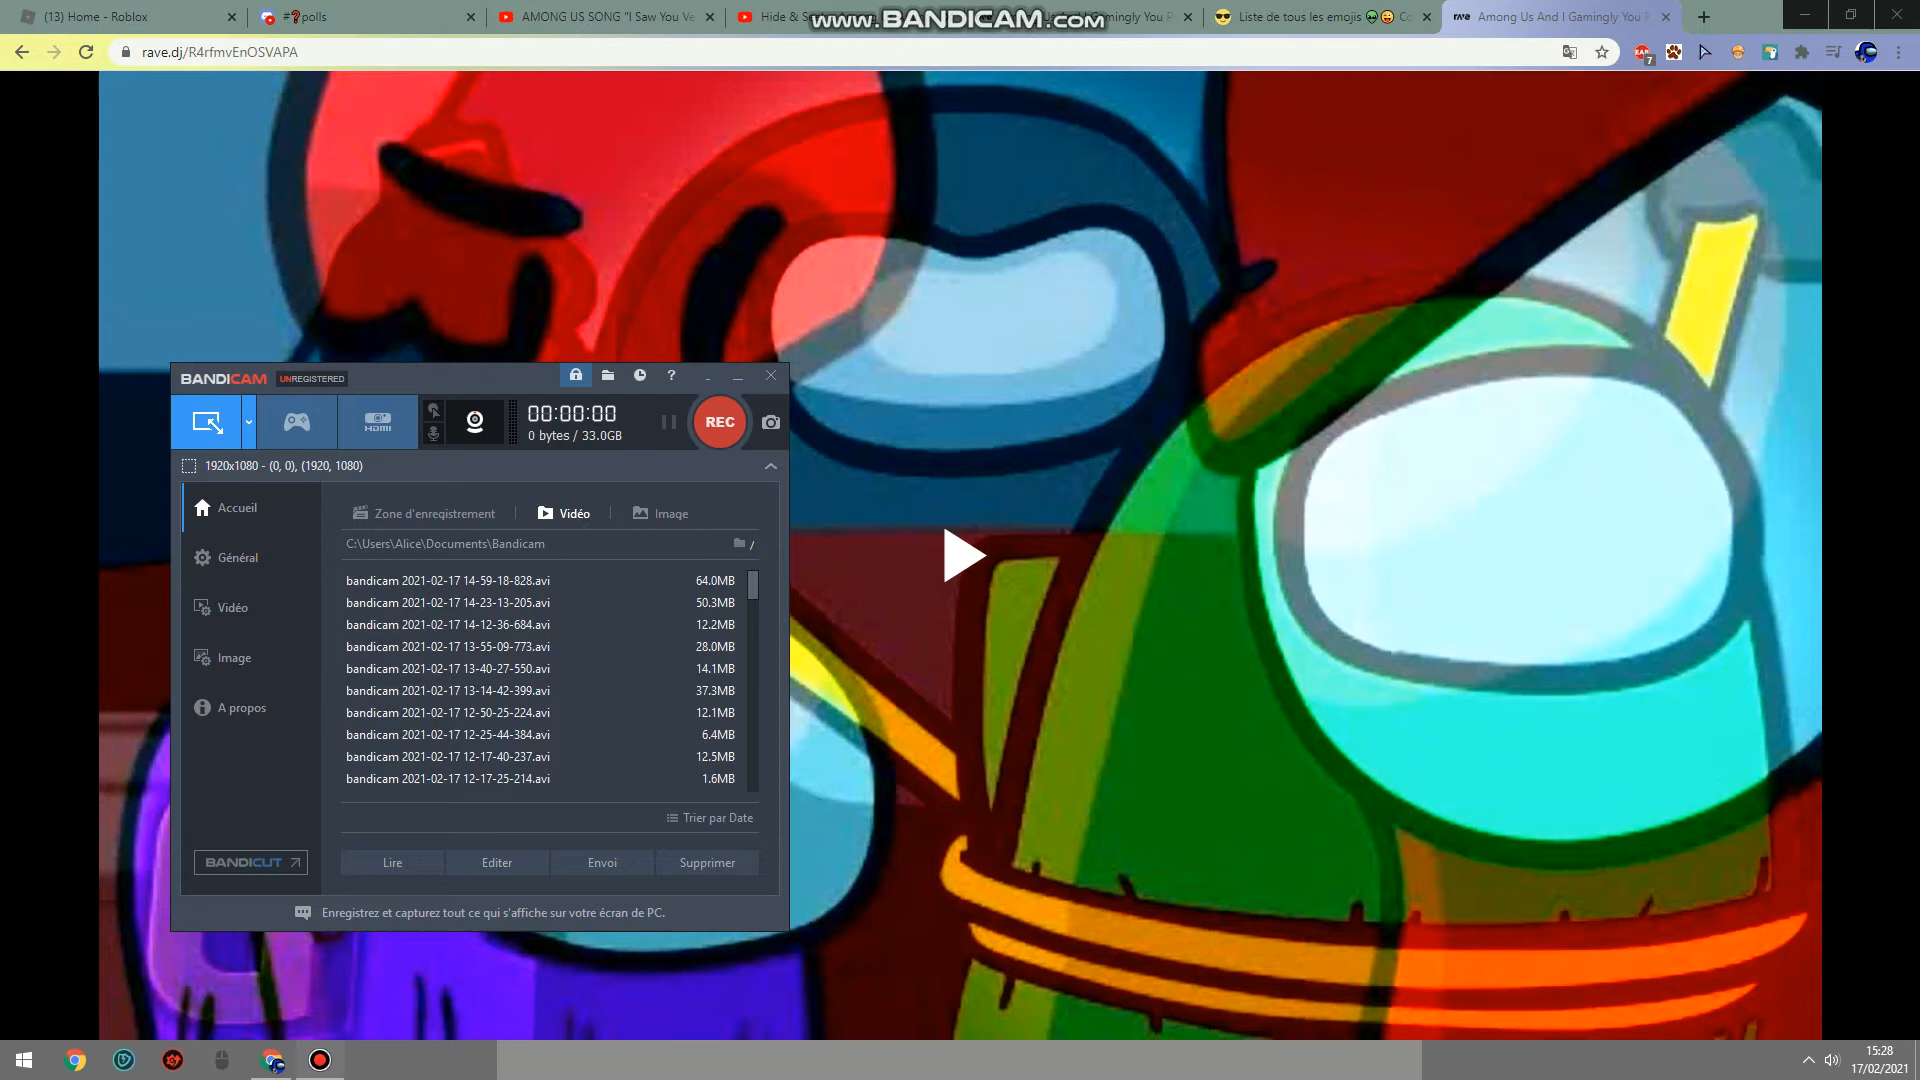 (13) Home - Roblox
#❓polls
AMONG US SONG "I Saw You Ve
Hide & Se
Gamingly You P
Liste de tous les emojis 😎😜 Co
Among Us And I Gamingly You P
www.BANDICAM.com
rave.dj/R4rfmvEnOSVAPA
7
BANDICAM UNREGISTERED
?
HDMI
00:00:00
0 bytes / 33.0GB
REC
1920x1080 - (0, 0), (1920, 1080)
Accueil
Général
Vidéo
Image
A propos
BANDICUT
Zone d'enregistrement
Vidéo
Image
C:\Users\Alice\Documents\Bandicam
/
bandicam 2021-02-17 14-59-18-828.avi 64.0MB
bandicam 2021-02-17 14-23-13-205.avi 50.3MB
bandicam 2021-02-17 14-12-36-684.avi 12.2MB
bandicam 2021-02-17 13-55-09-773.avi 28.0MB
bandicam 2021-02-17 13-40-27-550.avi 14.1MB
bandicam 2021-02-17 13-14-42-399.avi 37.3MB
bandicam 2021-02-17 12-50-25-224.avi 12.1MB
bandicam 2021-02-17 12-25-44-384.avi 6.4MB
bandicam 2021-02-17 12-17-40-237.avi 12.5MB
bandicam 2021-02-17 12-17-25-214.avi 1.6MB
Trier par Date
Lire
Editer
Envoi
Supprimer
Enregistrez et capturez tout ce qui s'affiche sur votre écran de PC.
15:28
17/02/2021